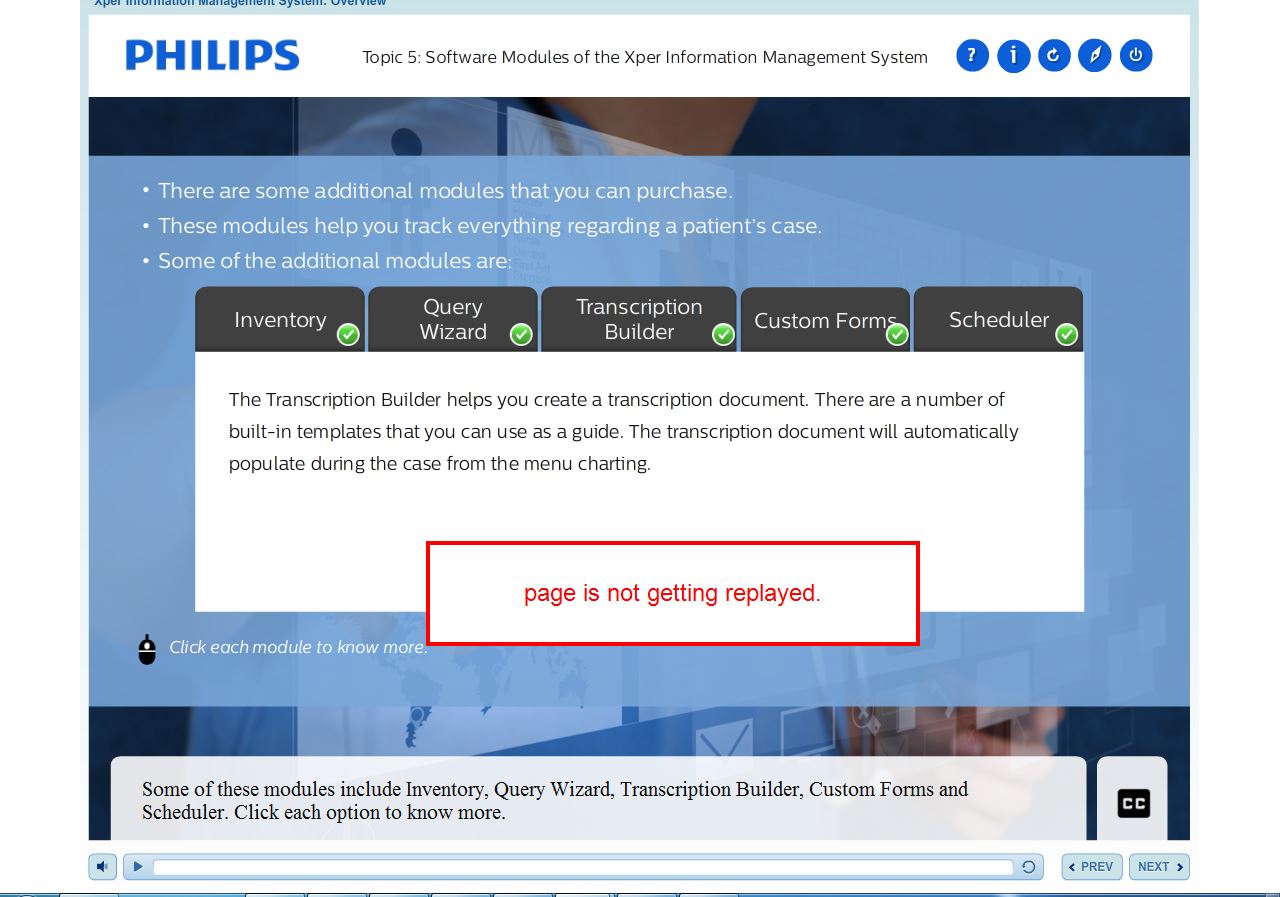 Xper Information Management System: Overview
PHILIPS
Topic 5: Software Modules of the Xper Information Management System
?
i
MED
• There are some additional modules that you can purchase.
• These modules help you track everything regarding a patient's case.
• Some of the additional modules are:
First Aid
Inventory
Query
Wizard
Transcription
Builder
Custom Forms
Scheduler
The Transcription Builder helps you create a transcription document. There are a number of
built-in templates that you can use as a guide. The transcription document will automatically
populate during the case from the menu charting.
page is not getting replayed.
Click each module to know more.
Some of these modules include Inventory, Query Wizard, Transcription Builder, Custom Forms and
Scheduler. Click each option to know more.
CC
PREV
NEXT